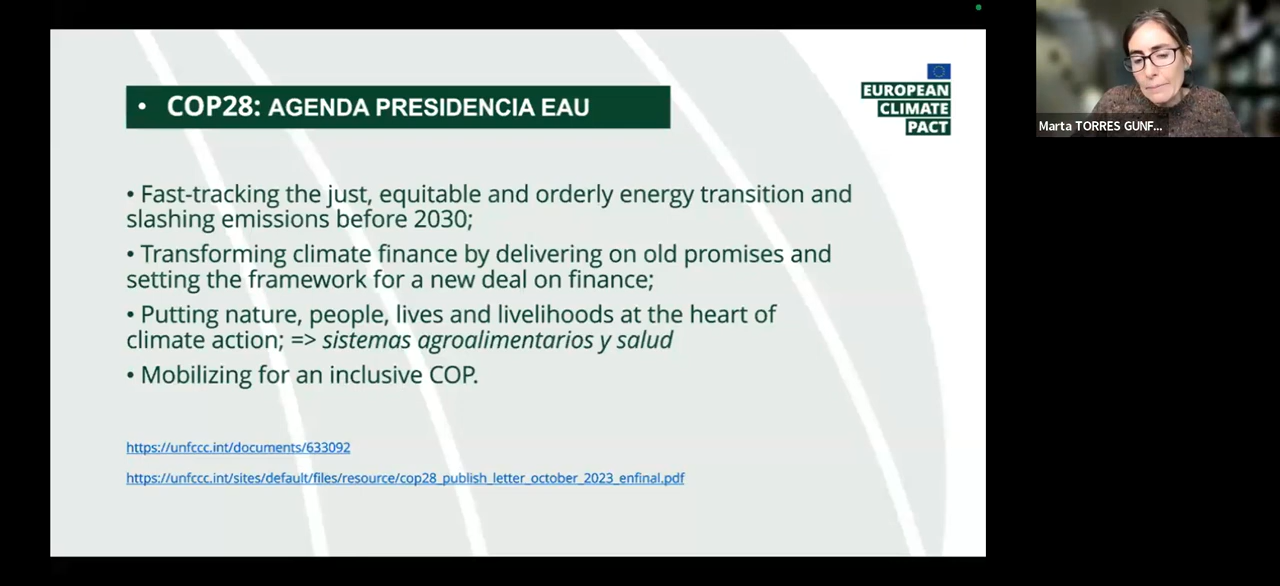 • COP28: AGENDA PRESIDENCIA EAU
EUROPEAN
CLIMATE
PACT
• Fast-tracking the just, equitable and orderly energy transition and
slashing emissions before 2030;
• Transforming climate finance by delivering on old promises and
setting the framework for a new deal on finance;
• Putting nature, people, lives and livelihoods at the heart of
climate action; => sistemas agroalimentarios y salud
• Mobilizing for an inclusive COP.
https://unfccc.int/documents/633092
https://unfccc.int/sites/default/files/resource/cop28_publish_letter_october_2023_enfinal.pdf
Marta TORRES GUNF...